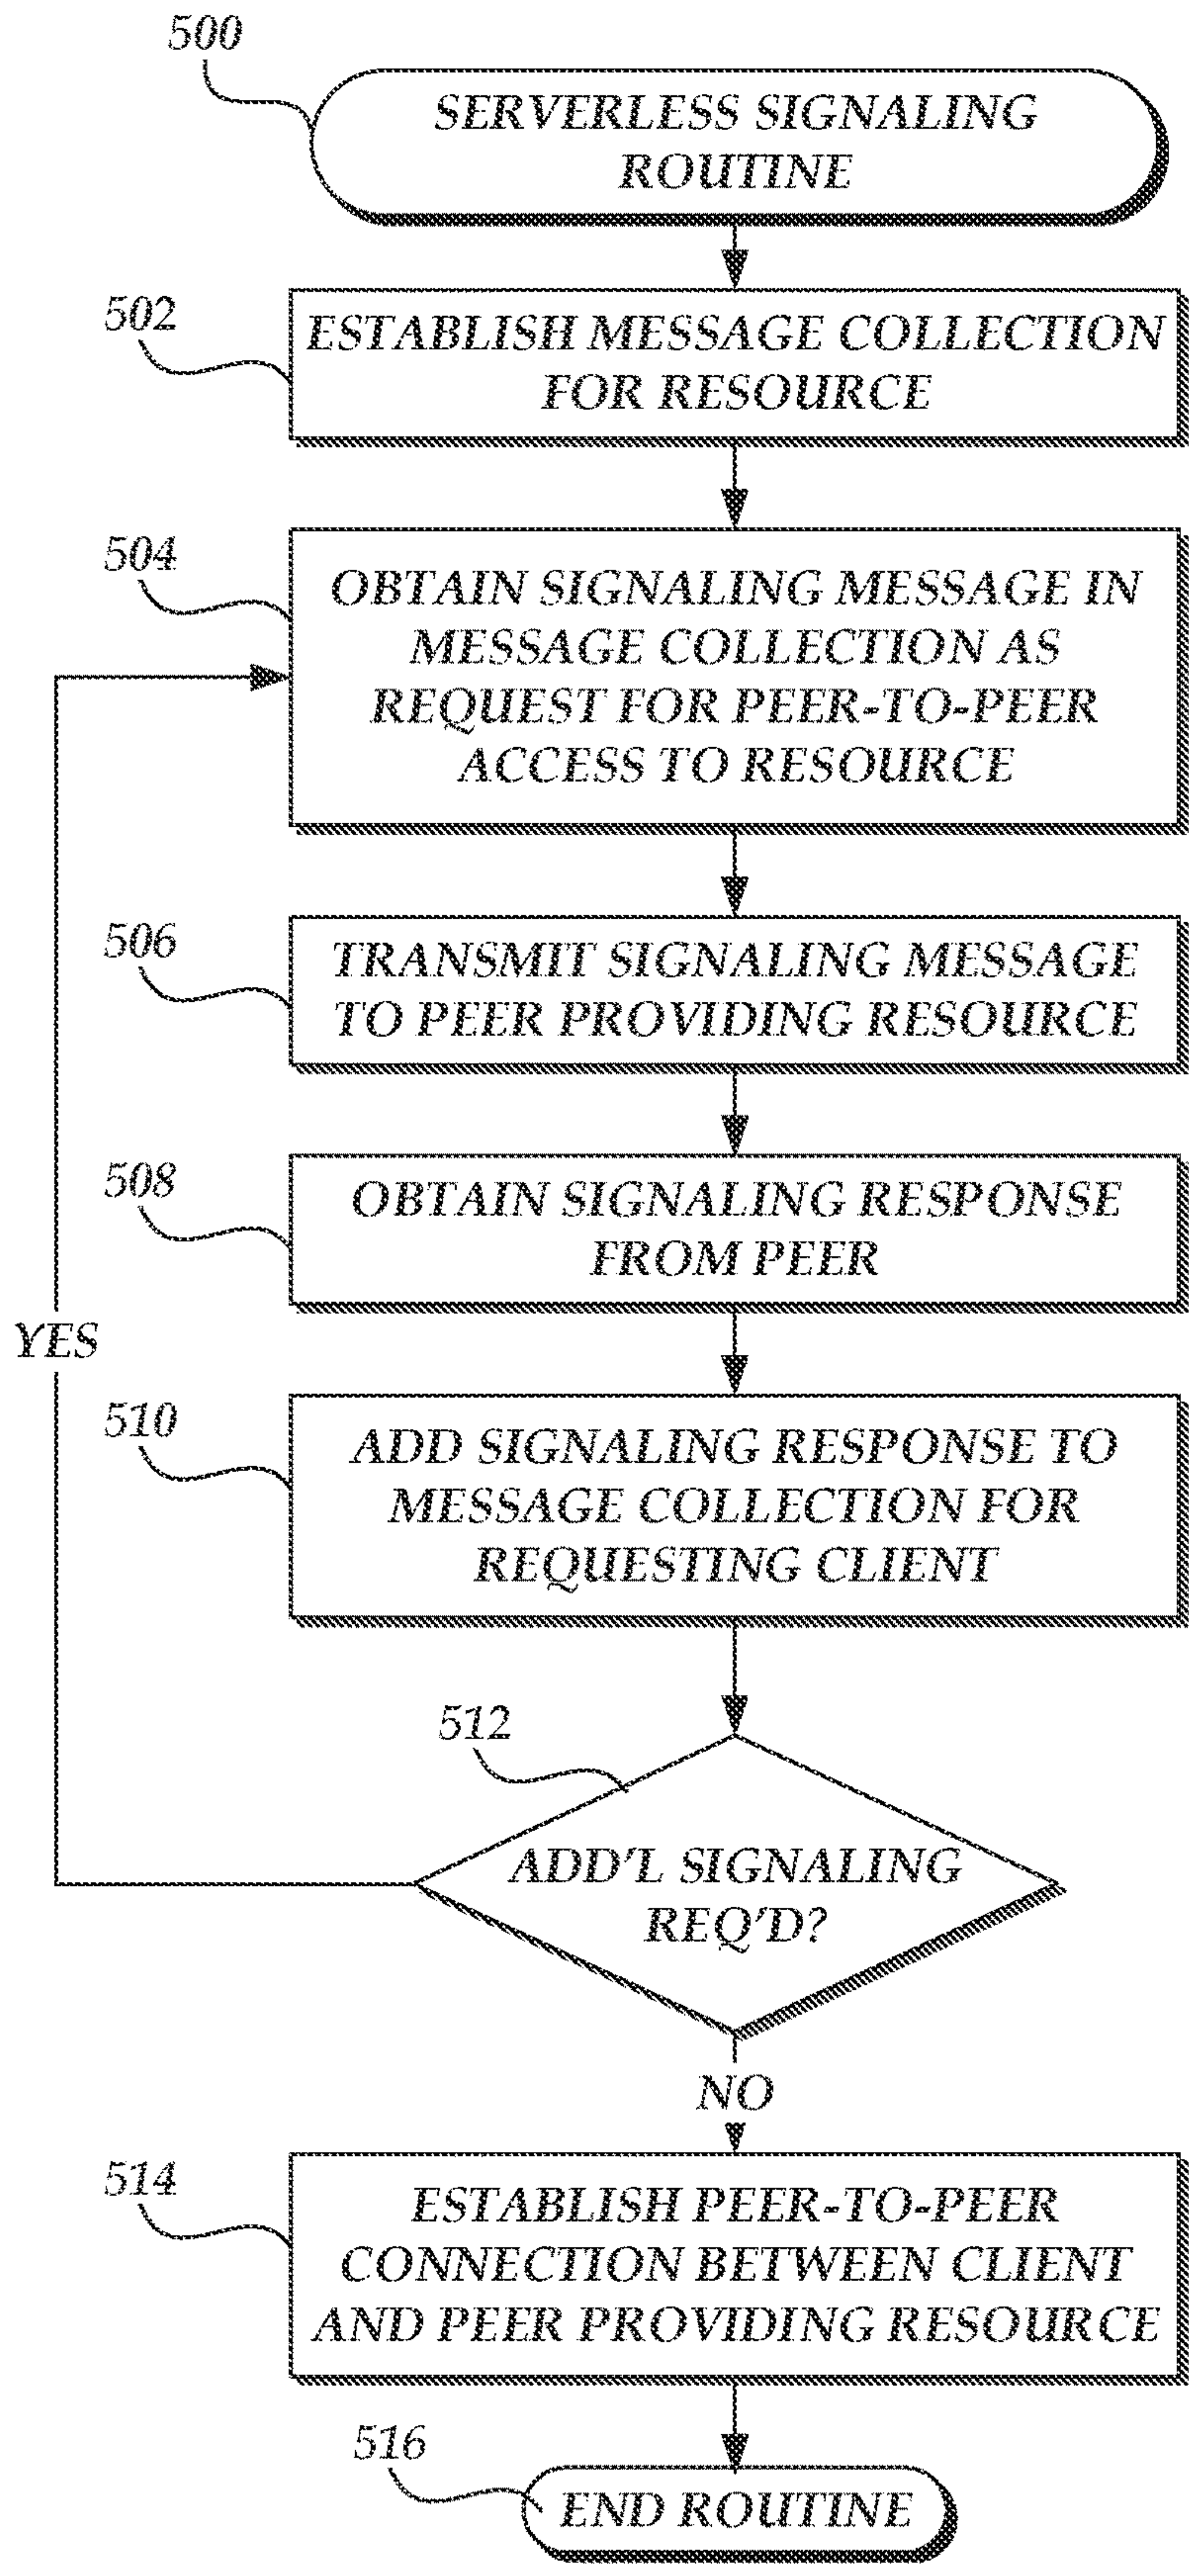 500
SERVERLESS SIGNALING
ROUTINE
502
ESTABLISH MESSAGE COLLECTION
FOR RESOURCE
504
OBTAIN SIGNALING MESSAGE IN
MESSAGE COLLECTION AS
REQUEST FOR PEER-TO-PEER
ACCESS TO RESOURCE
506
TRANSMIT SIGNALING MESSAGE
TO PEER PROVIDING RESOURCE
508
OBTAIN SIGNALING RESPONSE
FROM PEER
YES
510
ADD SIGNALING RESPONSE TO
MESSAGE COLLECTION FOR
REQUESTING CLIENT
512
ADD'L SIGNALING
REQ'D?
NO
514
ESTABLISH PEER-TO-PEER
CONNECTION BETWEEN CLIENT
AND PEER PROVIDING RESOURCE
516
END ROUTINE